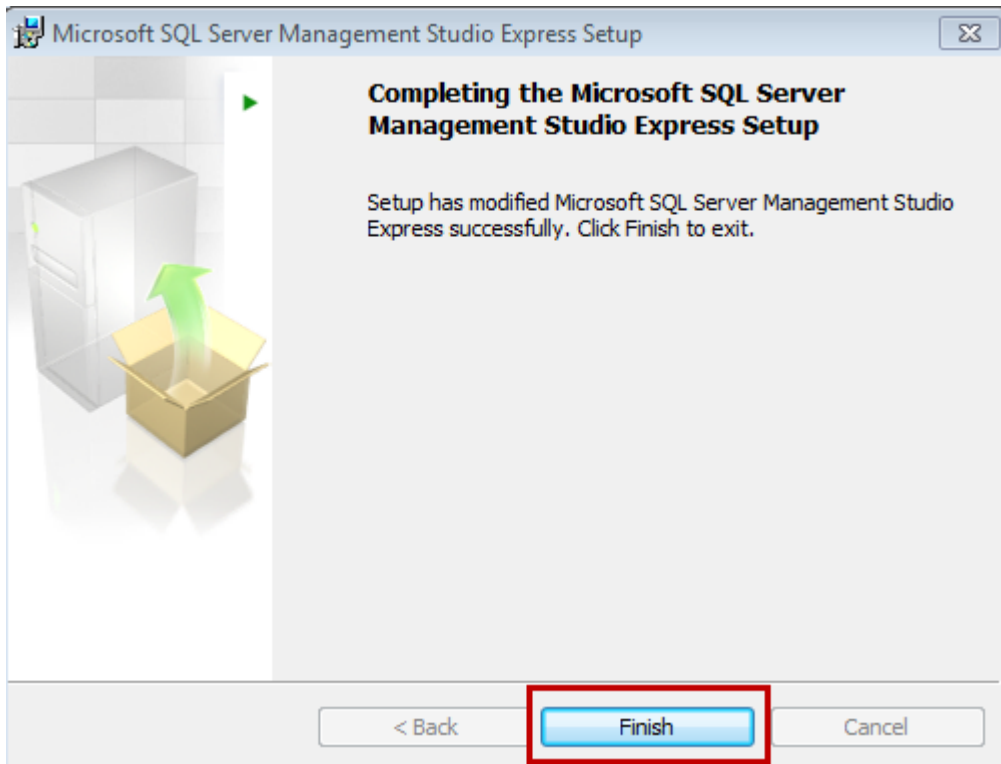 Microsoft SQL Server Management Studio Express Setup
Completing the Microsoft SQL Server
Management Studio Express Setup
Setup has modified Microsoft SQL Server Management Studio
Express successfully. Click Finish to exit.
< Back
Finish
Cancel